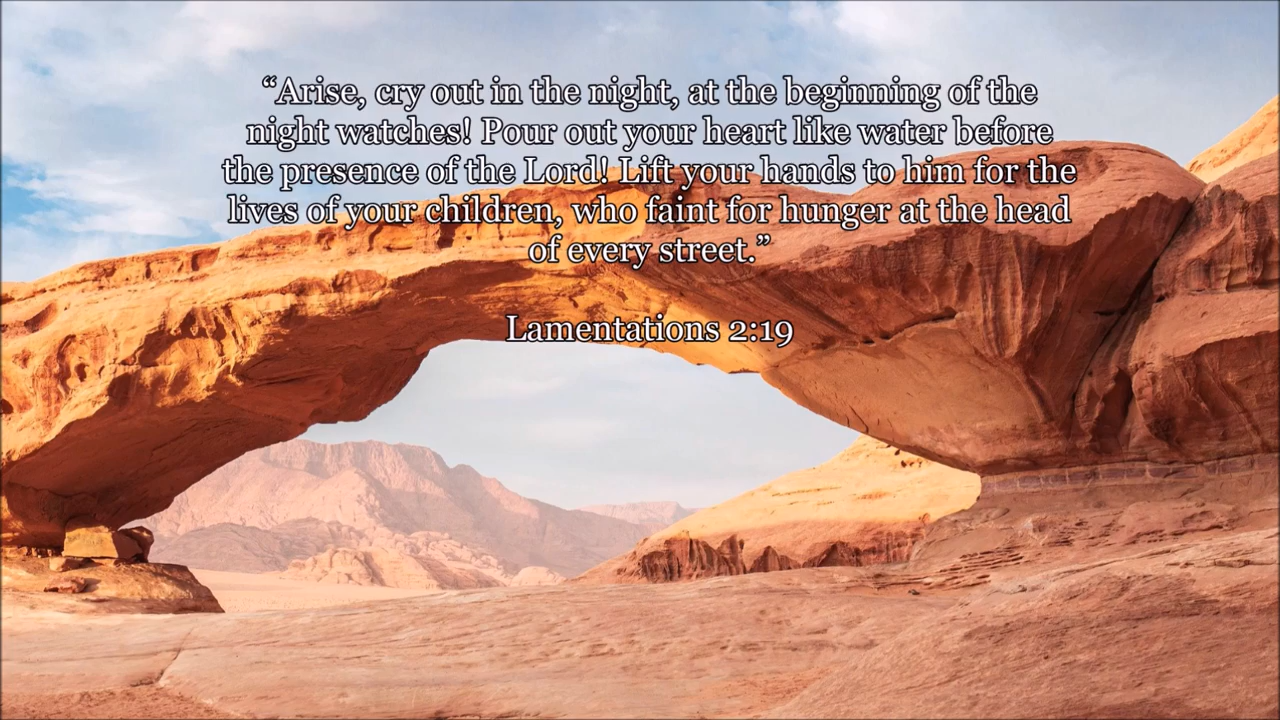 “Arise, cry out in the night, at the beginning of the
night watches! Pour out your heart like water before
the presence of the Lord! Lift your hands to him for the
lives of your children, who faint for hunger at the head
of every street.”
Lamentations 2:19